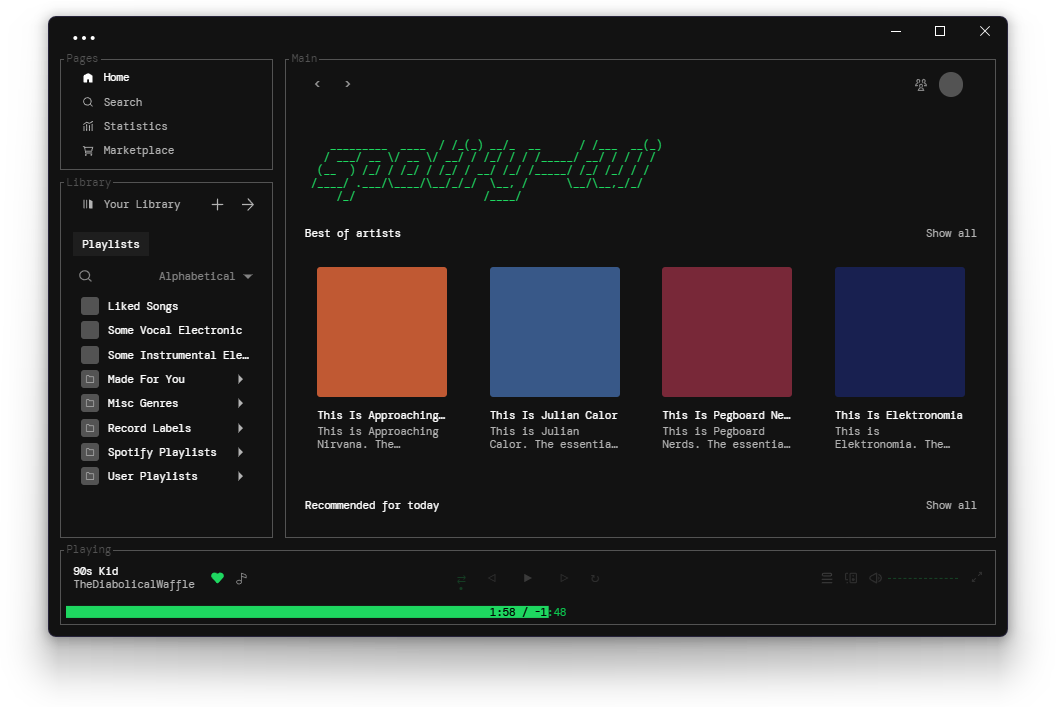 Pages
Home
Search
Statistics
Marketplace
Library
Your Library
Playlists
Alphabetical
Liked Songs
Some Vocal Electronic
Some Instrumental Ele…
Made For You
Misc Genres
Record Labels
Spotify Playlists
User Playlists
Main
spotify-tui
Best of artists
Show all
This Is Approaching…
This is Approaching
Nirvana. The…
This Is Julian Calor
This is Julian
Calor. The essentia…
This Is Pegboard Ne…
This is Pegboard
Nerds. The essentia…
This Is Elektronomia
This is
Elektronomia. The…
Recommended for today
Show all
Playing
90s Kid
TheDiabolicalWaffle
1:58 / -1:48